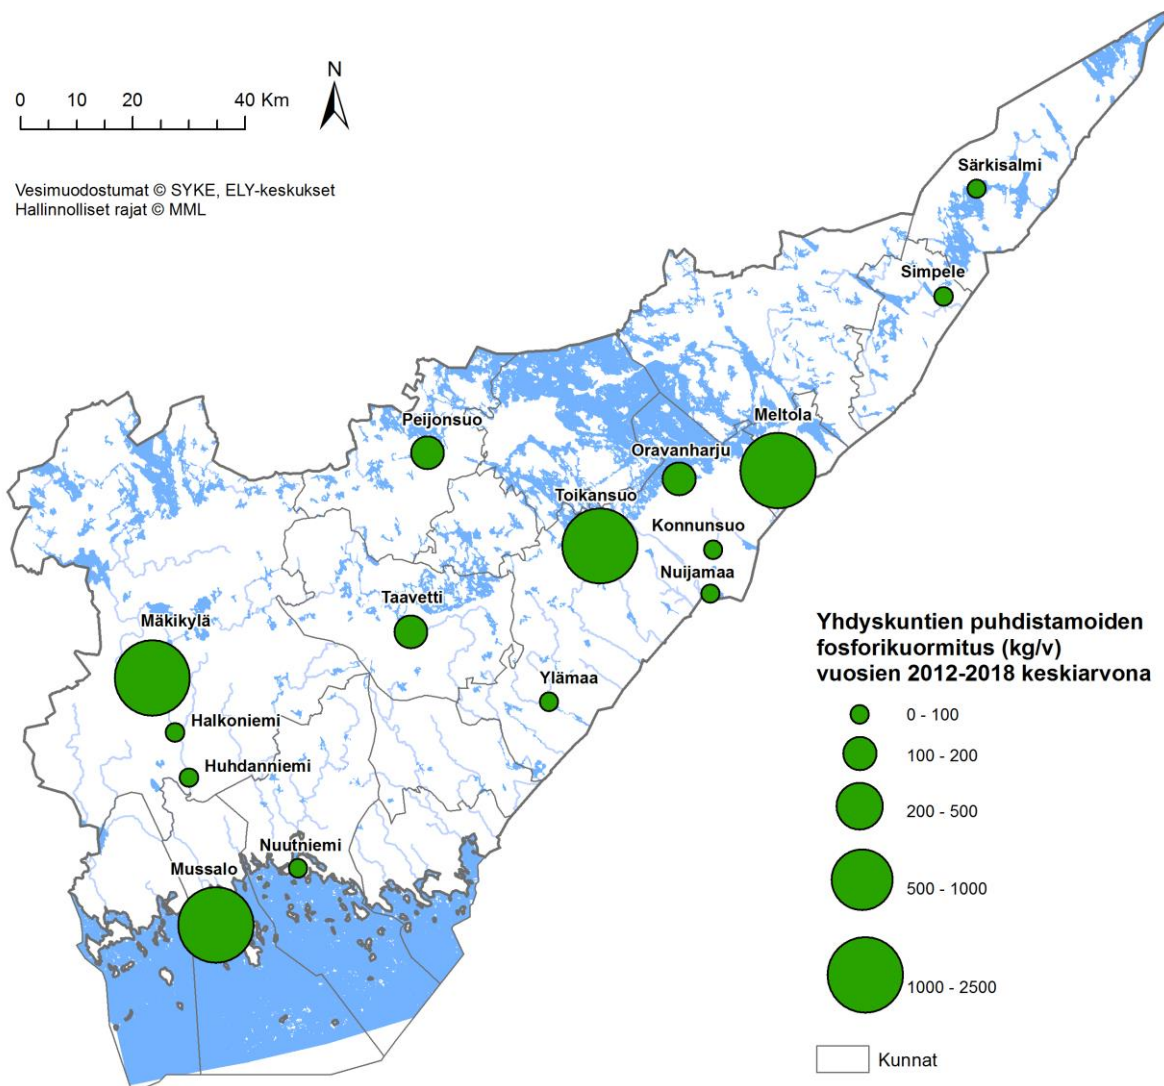 N
0 10 20 40 Km
Vesimuodostumat © SYKE, ELY-keskukset
Hallinnolliset rajat © MML
Särkisalmi
Simpele
Peijonsuo
Meltola
Oravanharju
Toikansuo
Konnunsuo
Nuijamaa
Taavetti
Mäkikylä
Ylämaa
Halkoniemi
Huhdanniemi
Nuutniemi
Mussalo
Yhdyskuntien puhdistamoiden
fosforikuormitus (kg/v)
vuosien 2012-2018 keskiarvona
0 - 100
100 - 200
200 - 500
500 - 1000
1000 - 2500
Kunnat